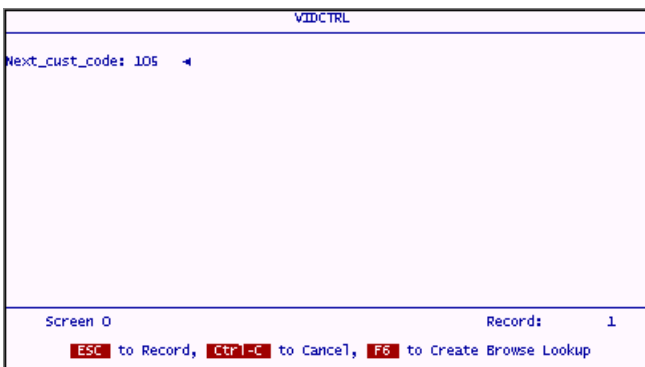 VIDCTRL
Next_cust_code: 105
Screen 0 Record: 1
ESC to Record, Ctrl-C to Cancel, F6 to Create Browse Lookup